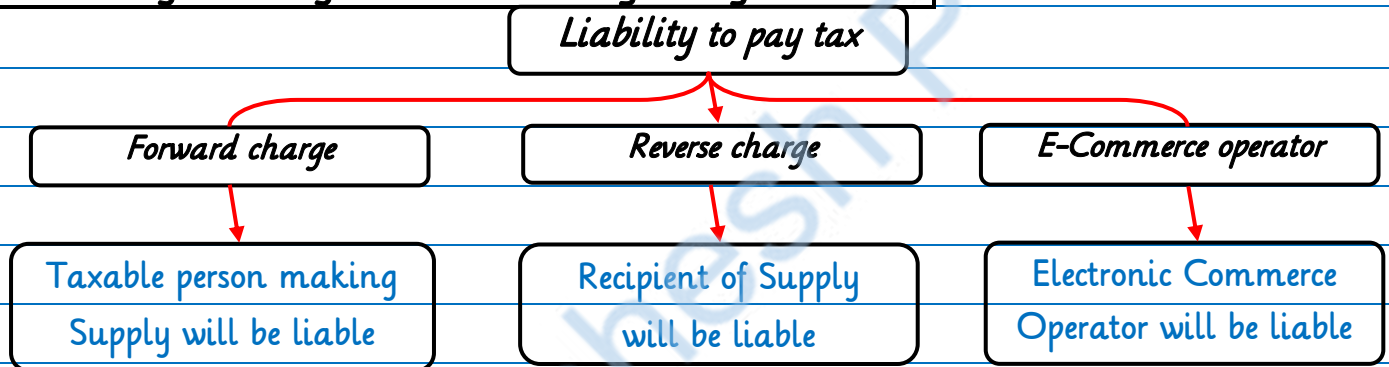 Liability to pay tax
Forward charge
Reverse charge
E-Commerce operator
Taxable person making
Supply will be liable
Recipient of Supply
will be liable
Electronic Commerce
Operator will be liable
hesh P